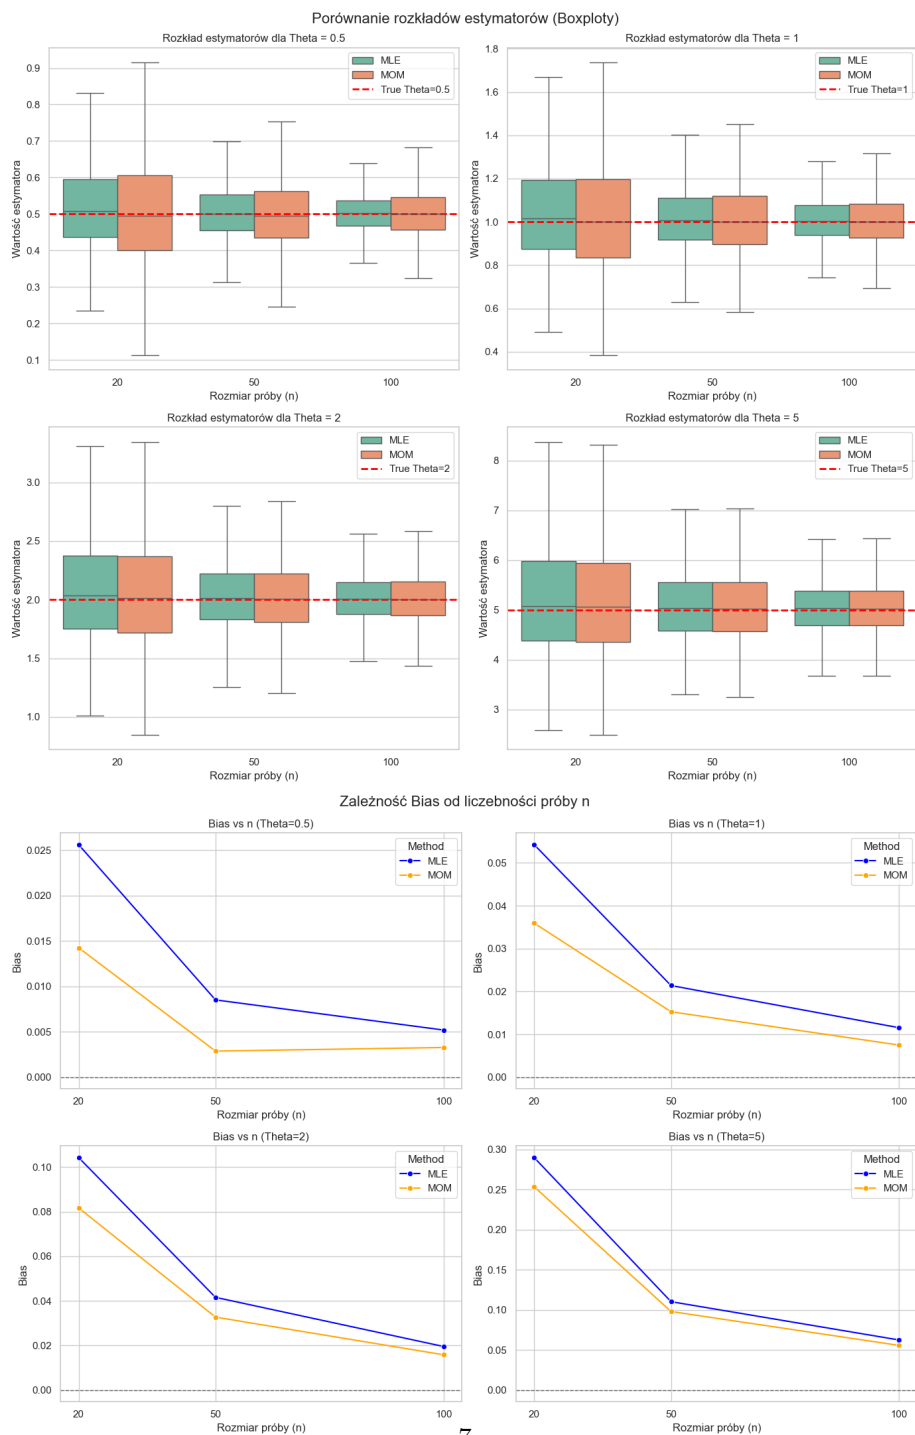 Porównanie rozkładów estymatorów (Boxploty)
Rozkład estymatorów dla Theta = 0.5
Wartość estymatora
0.9
0.8
0.7
0.6
0.5
0.4
0.3
0.2
0.1
MLE
MOM
True Theta=0.5
20 50 100
Rozmiar próby (n)
Rozkład estymatorów dla Theta = 1
Wartość estymatora
1.8
1.6
1.4
1.2
1.0
0.8
0.6
0.4
MLE
MOM
True Theta=1
20 50 100
Rozmiar próby (n)
Rozkład estymatorów dla Theta = 2
Wartość estymatora
3.0
2.5
2.0
1.5
1.0
MLE
MOM
True Theta=2
20 50 100
Rozmiar próby (n)
Rozkład estymatorów dla Theta = 5
Wartość estymatora
8
7
6
5
4
3
MLE
MOM
True Theta=5
20 50 100
Rozmiar próby (n)
Zależność Bias od liczebności próby n
Bias vs n (Theta=0.5)
Bias
0.025
0.020
0.015
0.010
0.005
0.000
Method
MLE
MOM
20 50 100
Rozmiar próby (n)
Bias vs n (Theta=1)
Bias
0.05
0.04
0.03
0.02
0.01
0.00
Method
MLE
MOM
20 50 100
Rozmiar próby (n)
Bias vs n (Theta=2)
Bias
0.10
0.08
0.06
0.04
0.02
0.00
Method
MLE
MOM
20 50 100
Rozmiar próby (n)
Bias vs n (Theta=5)
Bias
0.30
0.25
0.20
0.15
0.10
0.05
0.00
Method
MLE
MOM
20 50 100
Rozmiar próby (n)